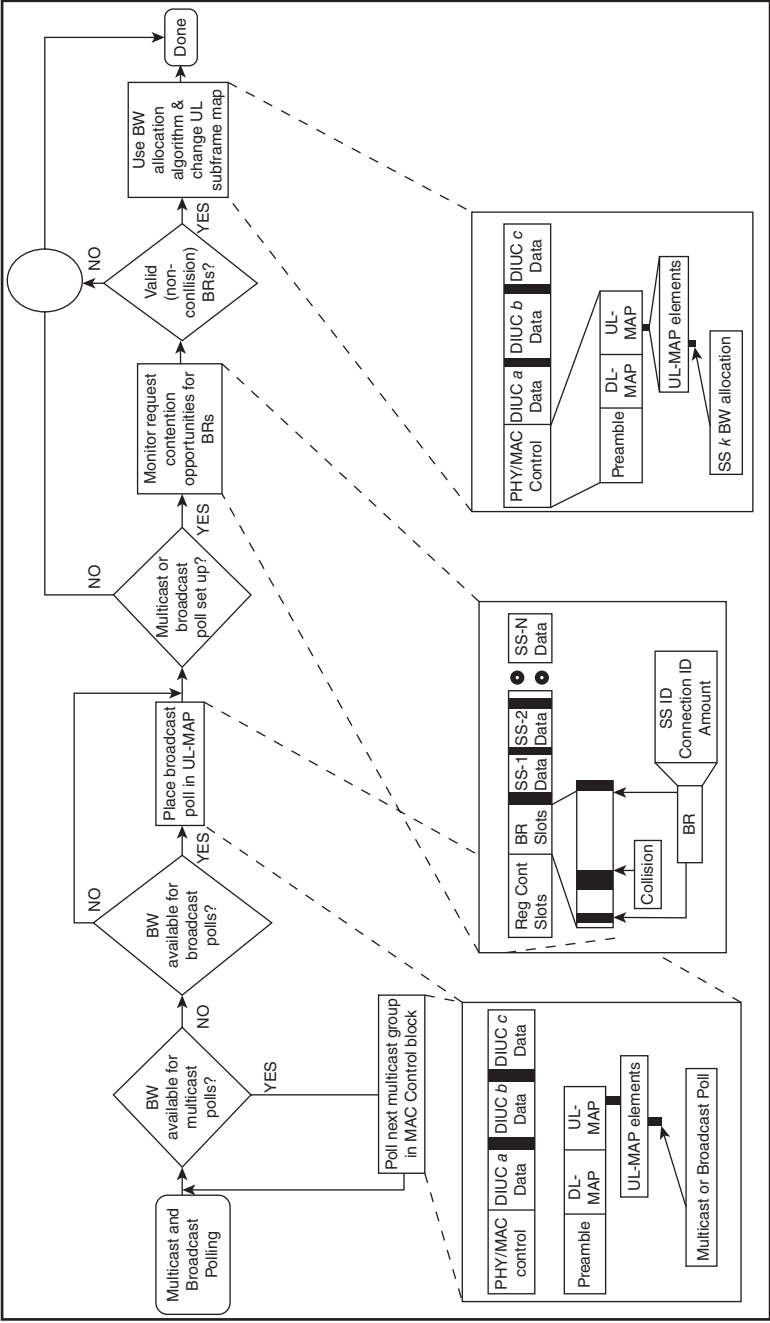 Multicast and
Broadcast
Polling
BW
available for
multicast
polls?
NO
YES
Poll next multicast group
in MAC Control block
BW
available for
broadcast
polls?
NO
YES
Place broadcast
poll in UL-MAP
Multicast or
broadcast
poll set up?
NO
YES
Monitor request
contention
opportunities for
BRs
Valid
(non-
conllision)
BRs?
NO
YES
Use BW
allocation
algorithm &
change UL
subframe map
Done
PHY/MAC
control
DIUC a
Data
DIUC b
Data
DIUC c
Data
Preamble
DL-
MAP
UL-
MAP
UL-MAP elements
Multicast or Broadcast Poll
Reg Cont
Slots
BR
Slots
SS-1
Data
SS-2
Data
SS-N
Data
Collision
BR
SS ID
Connection ID
Amount
PHY/MAC
Control
DIUC a
Data
DIUC b
Data
DIUC c
Data
Preamble
DL-
MAP
UL-
MAP
UL-MAP elements
SS k BW allocation